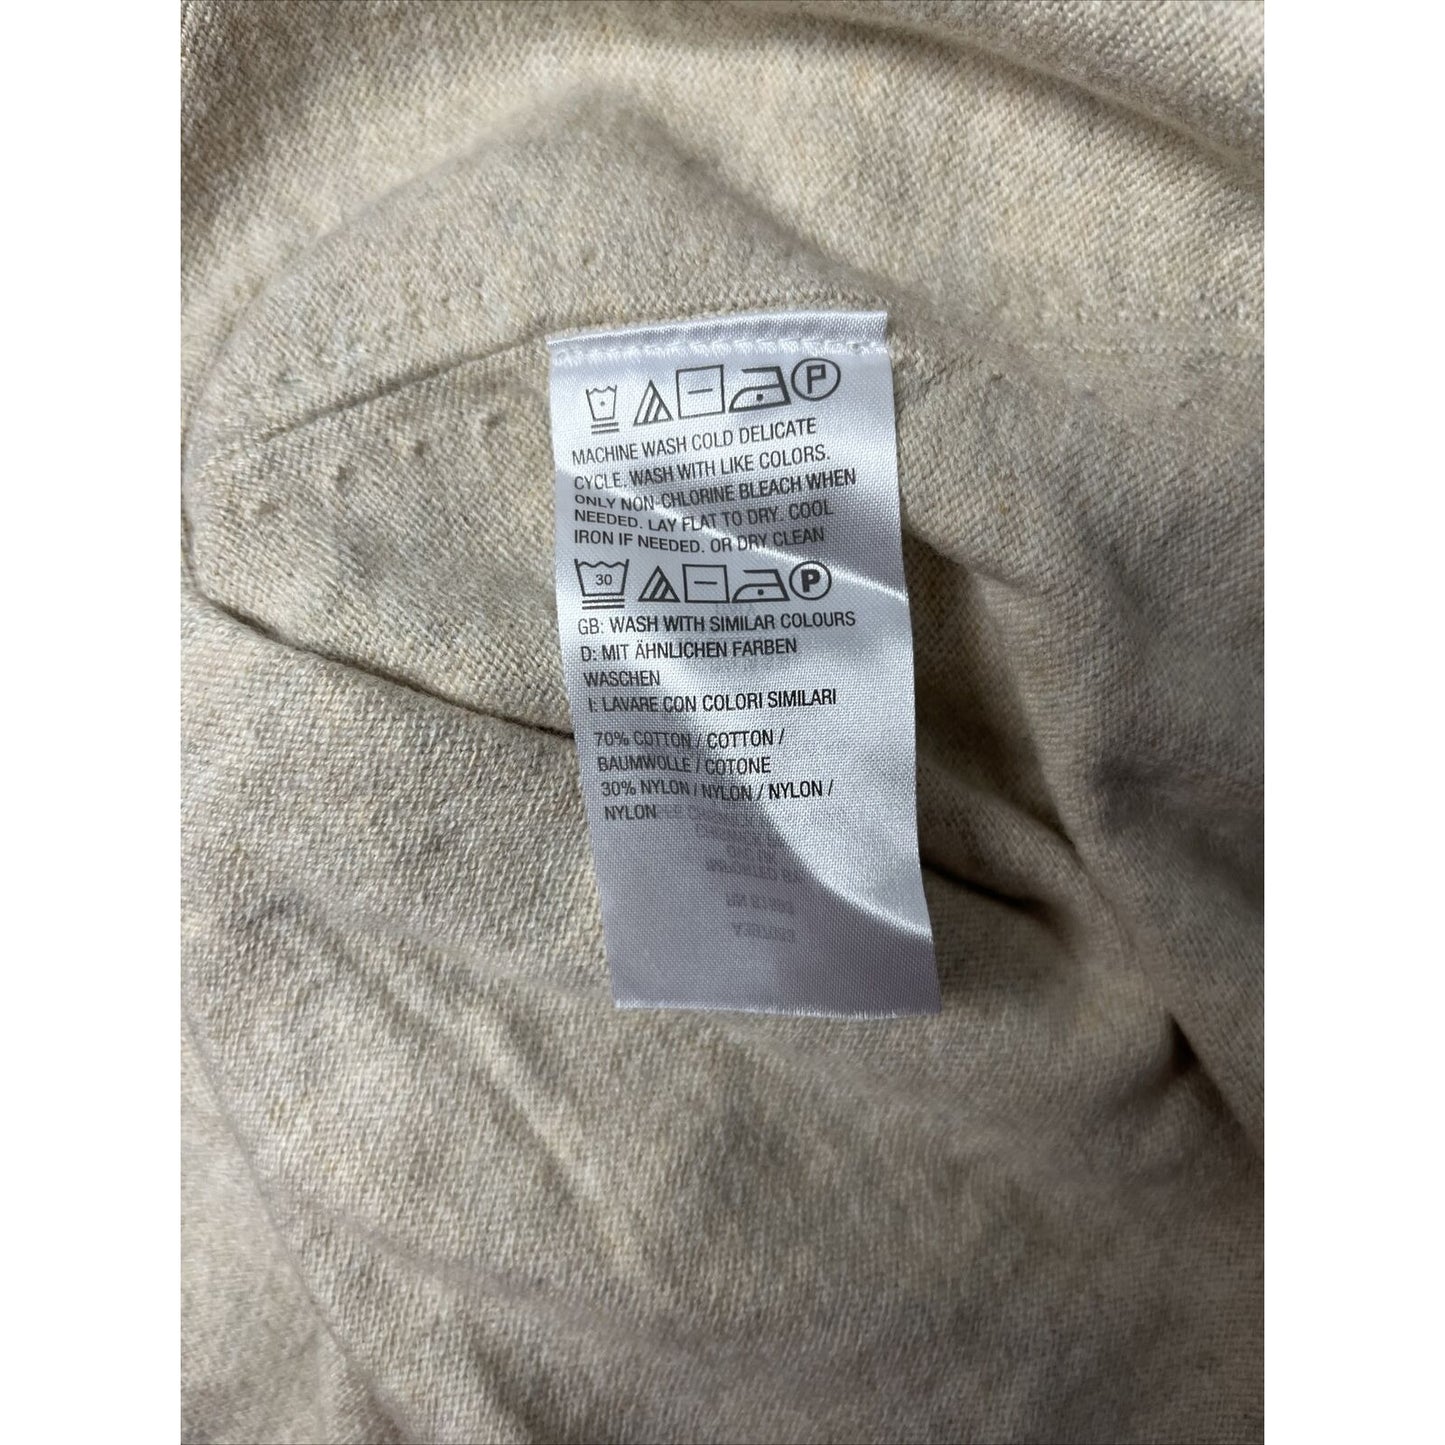 P
MACHINE WASH COLD DELICATE
CYCLE. WASH WITH LIKE COLORS.
ONLY NON-CHLORINE BLEACH WHEN
NEEDED. LAY FLAT TO DRY. COOL
IRON IF NEEDED. OR DRY CLEAN
30 P
GB: WASH WITH SIMILAR COLOURS
D: MIT ÄHNLICHEN FARBEN
WASCHEN
I: LAVARE CON COLORI SIMILARI
70% COTTON / COTTON /
BAUMWOLLE / COTONE
30% NYLON / NYLON / NYLON /
NYLON